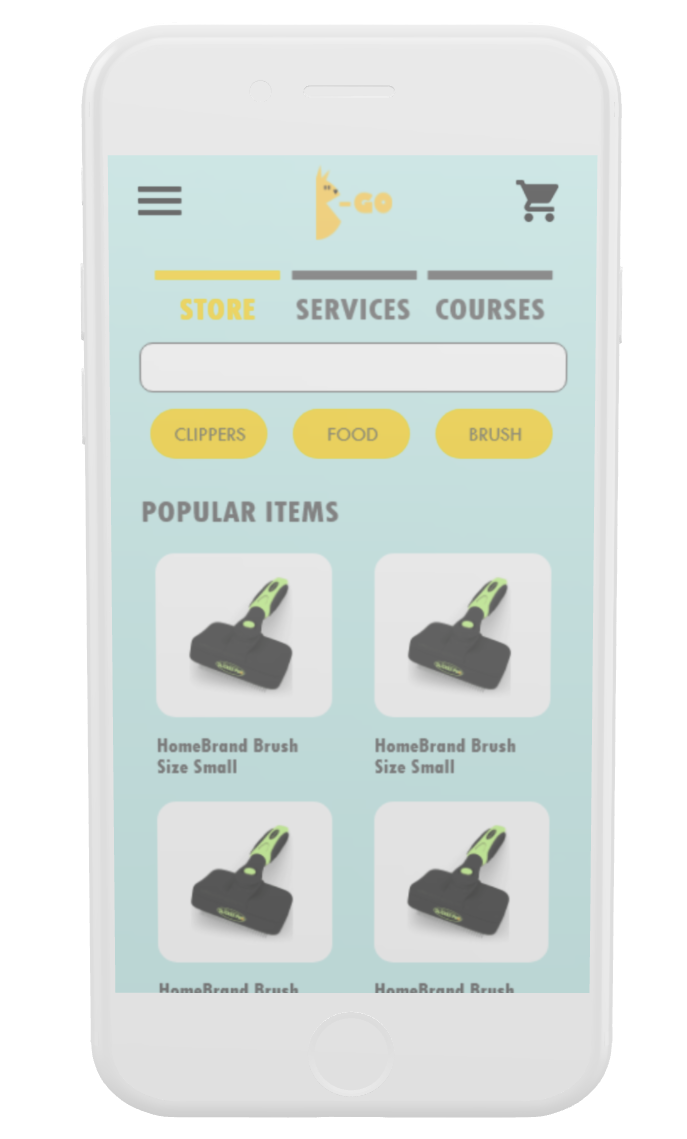 -GO
STORE SERVICES COURSES
CLIPPERS FOOD BRUSH
POPULAR ITEMS
HomeBrand Brush HomeBrand Brush
Size Small Size Small
HomeBrand Brush HomeBrand Brush